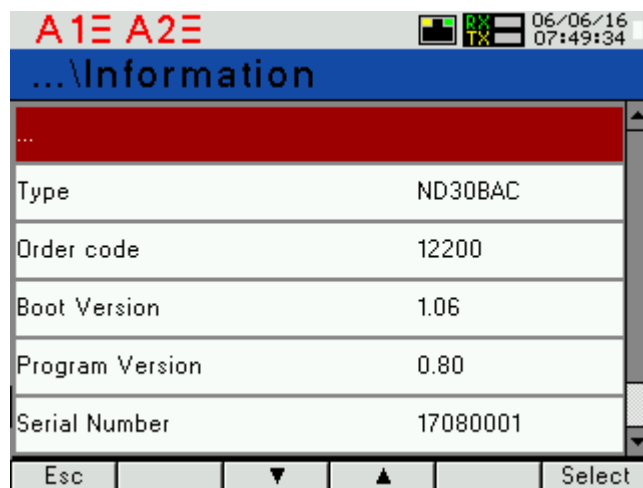 A1Ξ A2Ξ
RX
TX
06/06/16
07:49:34
...\Information
...
Type ND30BAC
Order code 12200
Boot Version 1.06
Program Version 0.80
Serial Number 17080001
Esc ▼ ▲ Select